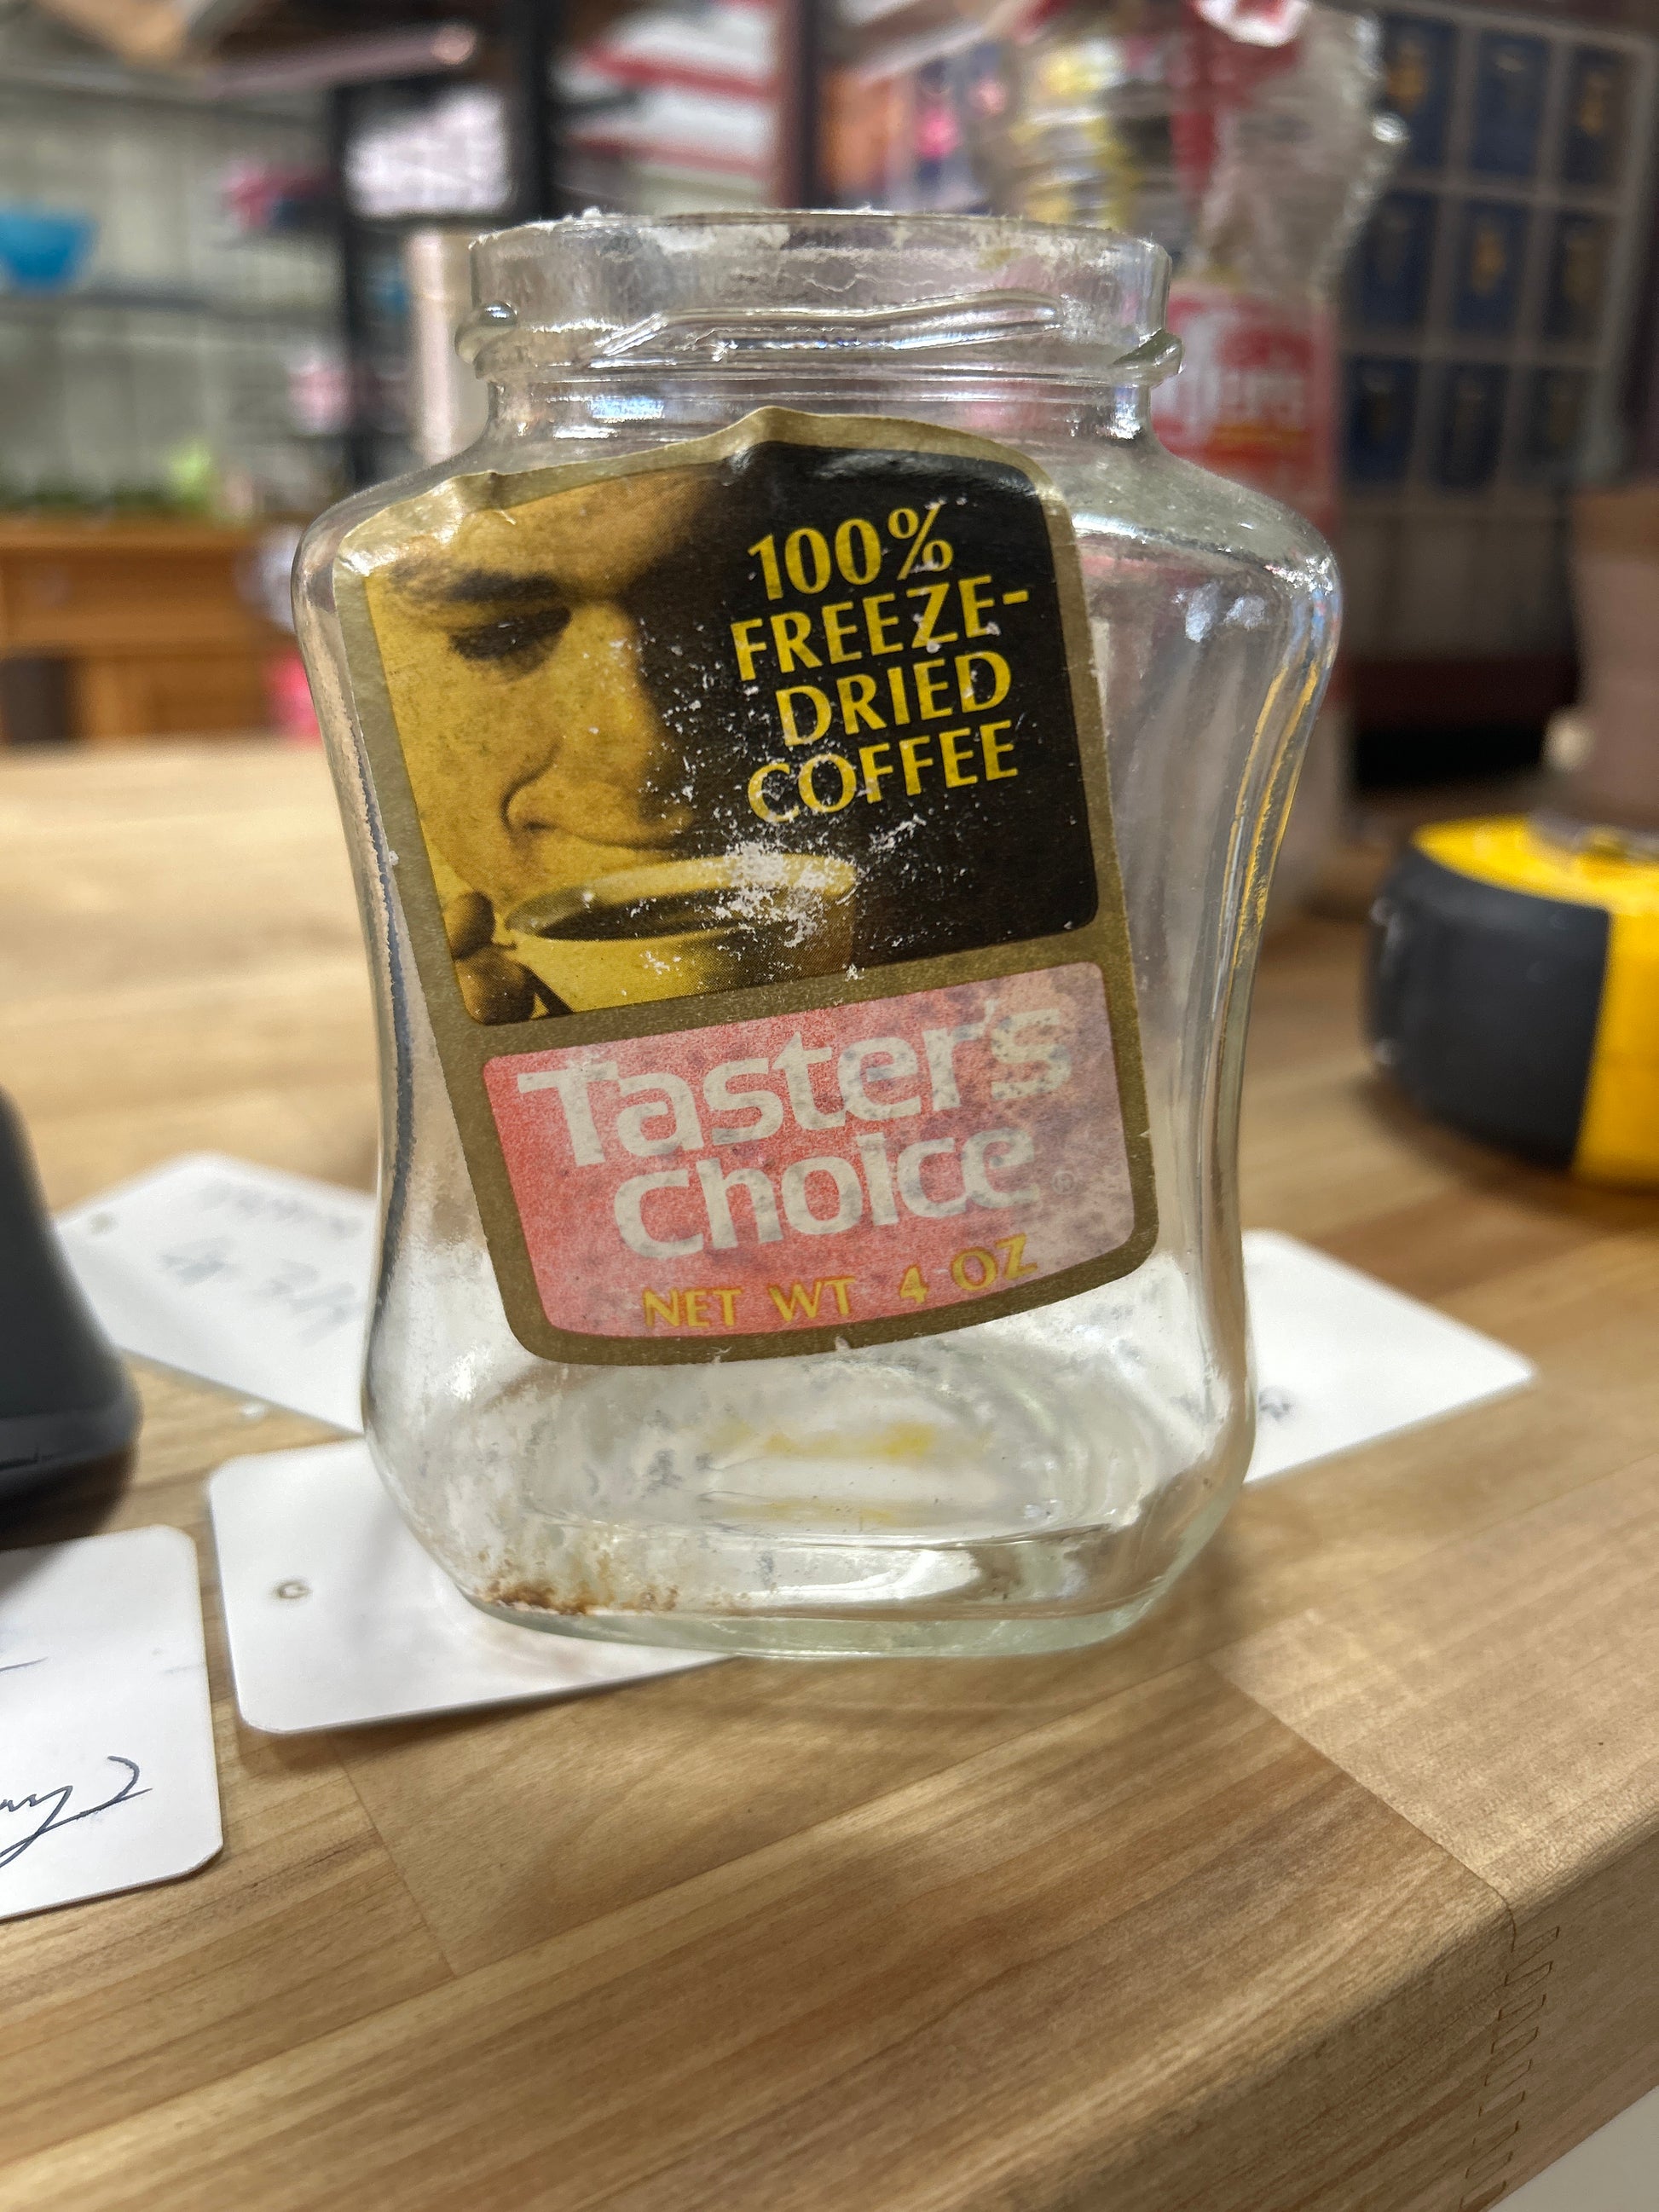 100%
FREEZE-
DRIED
COFFEE
Taster's
Choice®
NET WT 4 OZ